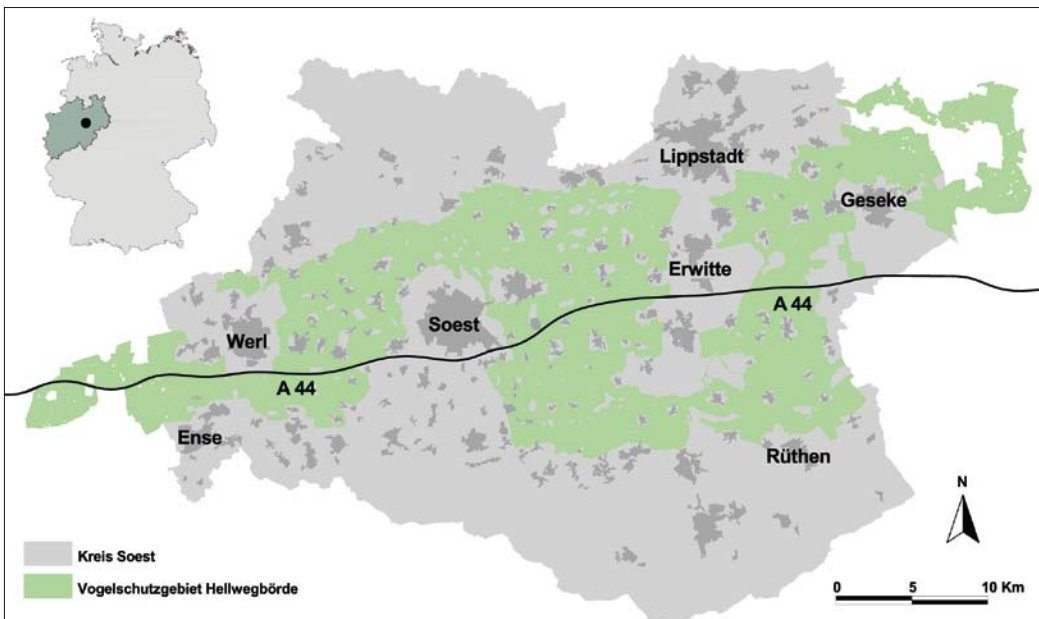 Lippstadt
Geseke
Erwitte
A 44
Soest
Werl
A 44
Ense
Rüthen
N
Kreis Soest
Vogelschutzgebiet Hellwegbörde
0 5 10 Km